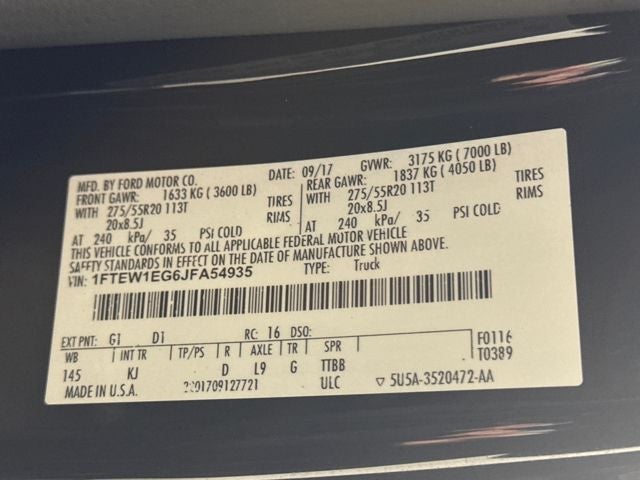 MFD. BY FORD MOTOR CO. DATE: 09/17 GVWR: 3175 KG ( 7000 LB)
FRONT GAWR: 1633 KG ( 3600 LB) REAR GAWR: 1837 KG ( 4050 LB)
WITH 275/55R20 113T TIRES WITH 275/55R20 113T TIRES
20x8.5J RIMS 20x8.5J RIMS
AT 240 kPa/ 35 PSI COLD AT 240 kPa/ 35 PSI COLD
THIS VEHICLE CONFORMS TO ALL APPLICABLE FEDERAL MOTOR VEHICLE
SAFETY STANDARDS IN EFFECT ON THE DATE OF MANUFACTURE SHOWN ABOVE.
VIN: 1FTEW1EG6JFA54935 TYPE: Truck
EXT PNT: G1 D1 RC: 16 DSO: F0116
WB INT TR TP/PS R AXLE TR SPR T0389
145 KJ D L9 G TTBB
MADE IN U.S.A. 201709127721 ULC ▽ 5U5A-3520472-AA